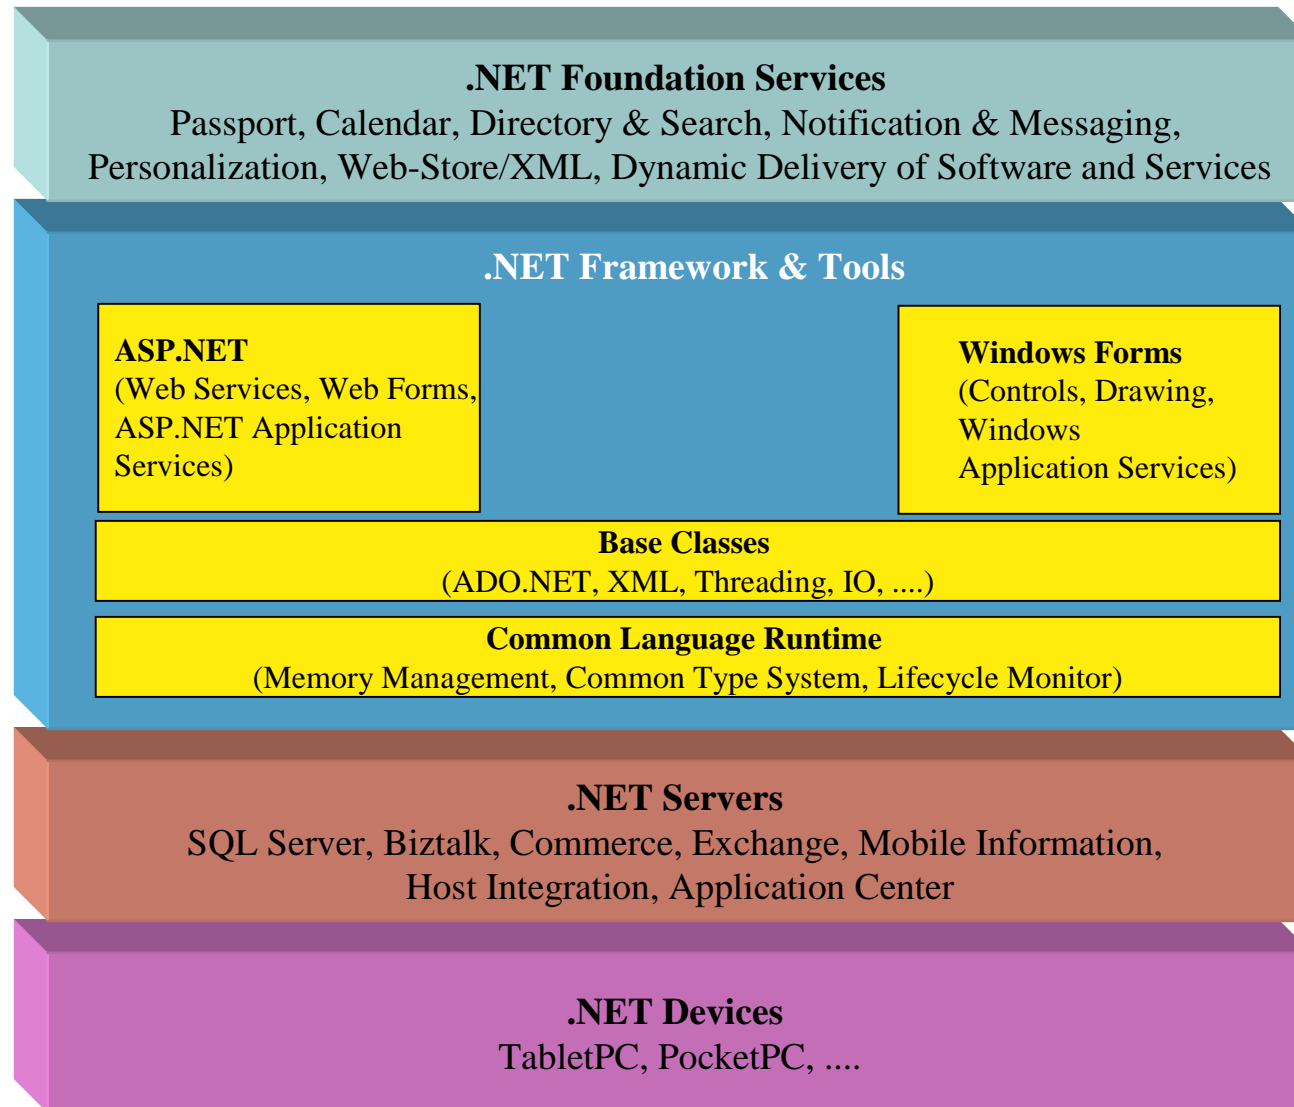 .NET Foundation Services
Passport, Calendar, Directory & Search, Notification & Messaging,
Personalization, Web-Store/XML, Dynamic Delivery of Software and Services
.NET Framework & Tools
ASP.NET
(Web Services, Web Forms,
ASP.NET Application
Services)
Windows Forms
(Controls, Drawing,
Windows
Application Services)
Base Classes
(ADO.NET, XML, Threading, IO, ....)
Common Language Runtime
(Memory Management, Common Type System, Lifecycle Monitor)
.NET Servers
SQL Server, Biztalk, Commerce, Exchange, Mobile Information,
Host Integration, Application Center
.NET Devices
TabletPC, PocketPC, ....